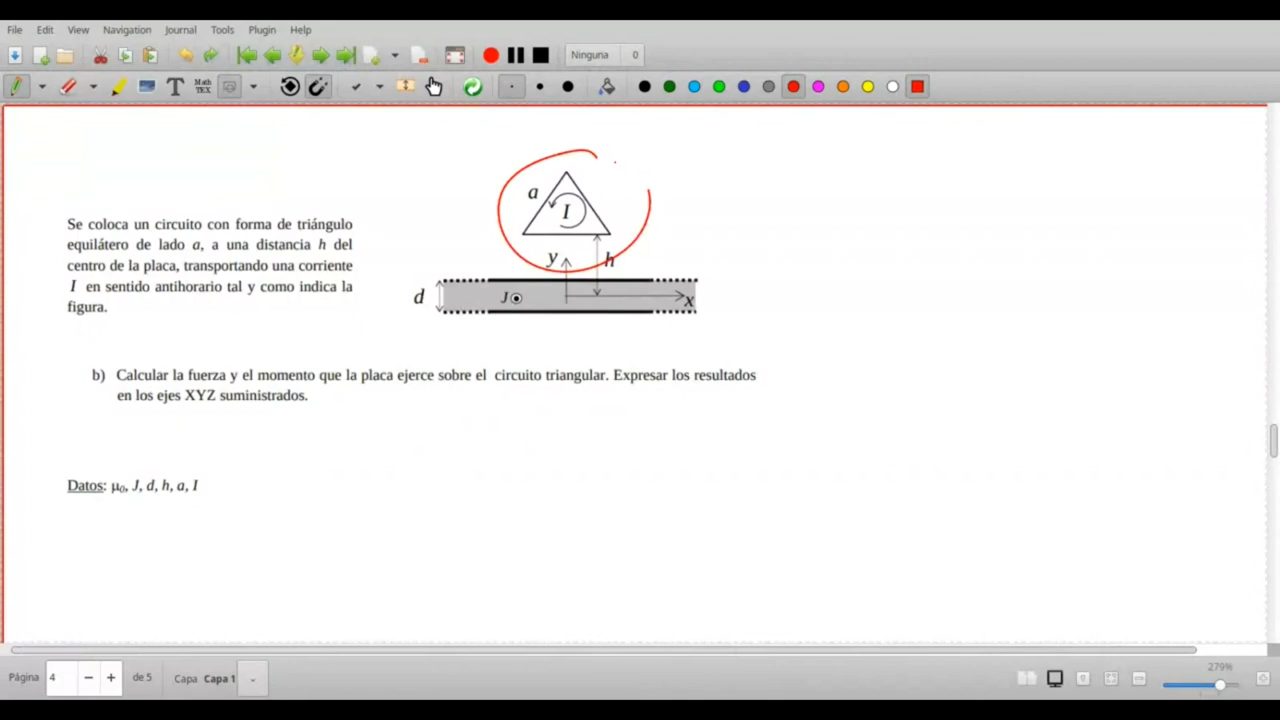 File Edit View Navigation Journal Tools Plugin Help
Ninguna 0
T Math TEX
a
I
Se coloca un circuito con forma de triángulo
equilátero de lado a, a una distancia h del
centro de la placa, transportando una corriente
I en sentido antihorario tal y como indica la
figura.
y h
d J x
b) Calcular la fuerza y el momento que la placa ejerce sobre el circuito triangular. Expresar los resultados
en los ejes XYZ suministrados.
Datos: μ0, J, d, h, a, I
Página 4 de 5 Capa Capa 1 279%